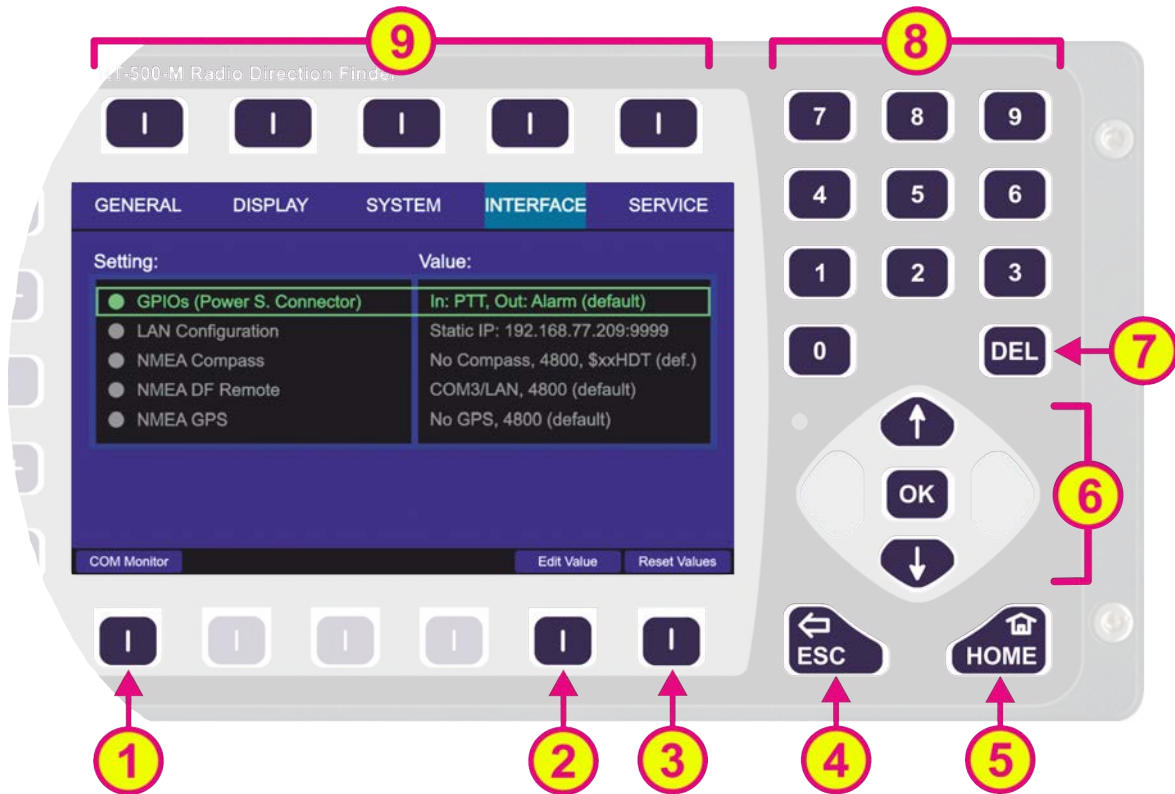 9
8
-500-M Radio Direction Finder
7 8 9
GENERAL DISPLAY SYSTEM INTERFACE SERVICE
4 5 6
Setting: Value:
1 2 3
GPIOs (Power S. Connector) In: PTT, Out: Alarm (default)
LAN Configuration Static IP: 192.168.77.209:9999
NMEA Compass No Compass, 4800, $xxHDT (def.)
NMEA DF Remote COM3/LAN, 4800 (default)
NMEA GPS No GPS, 4800 (default)
0 DEL 7
OK 6
COM Monitor Edit Value Reset Values
ESC HOME
1 2 3 4 5